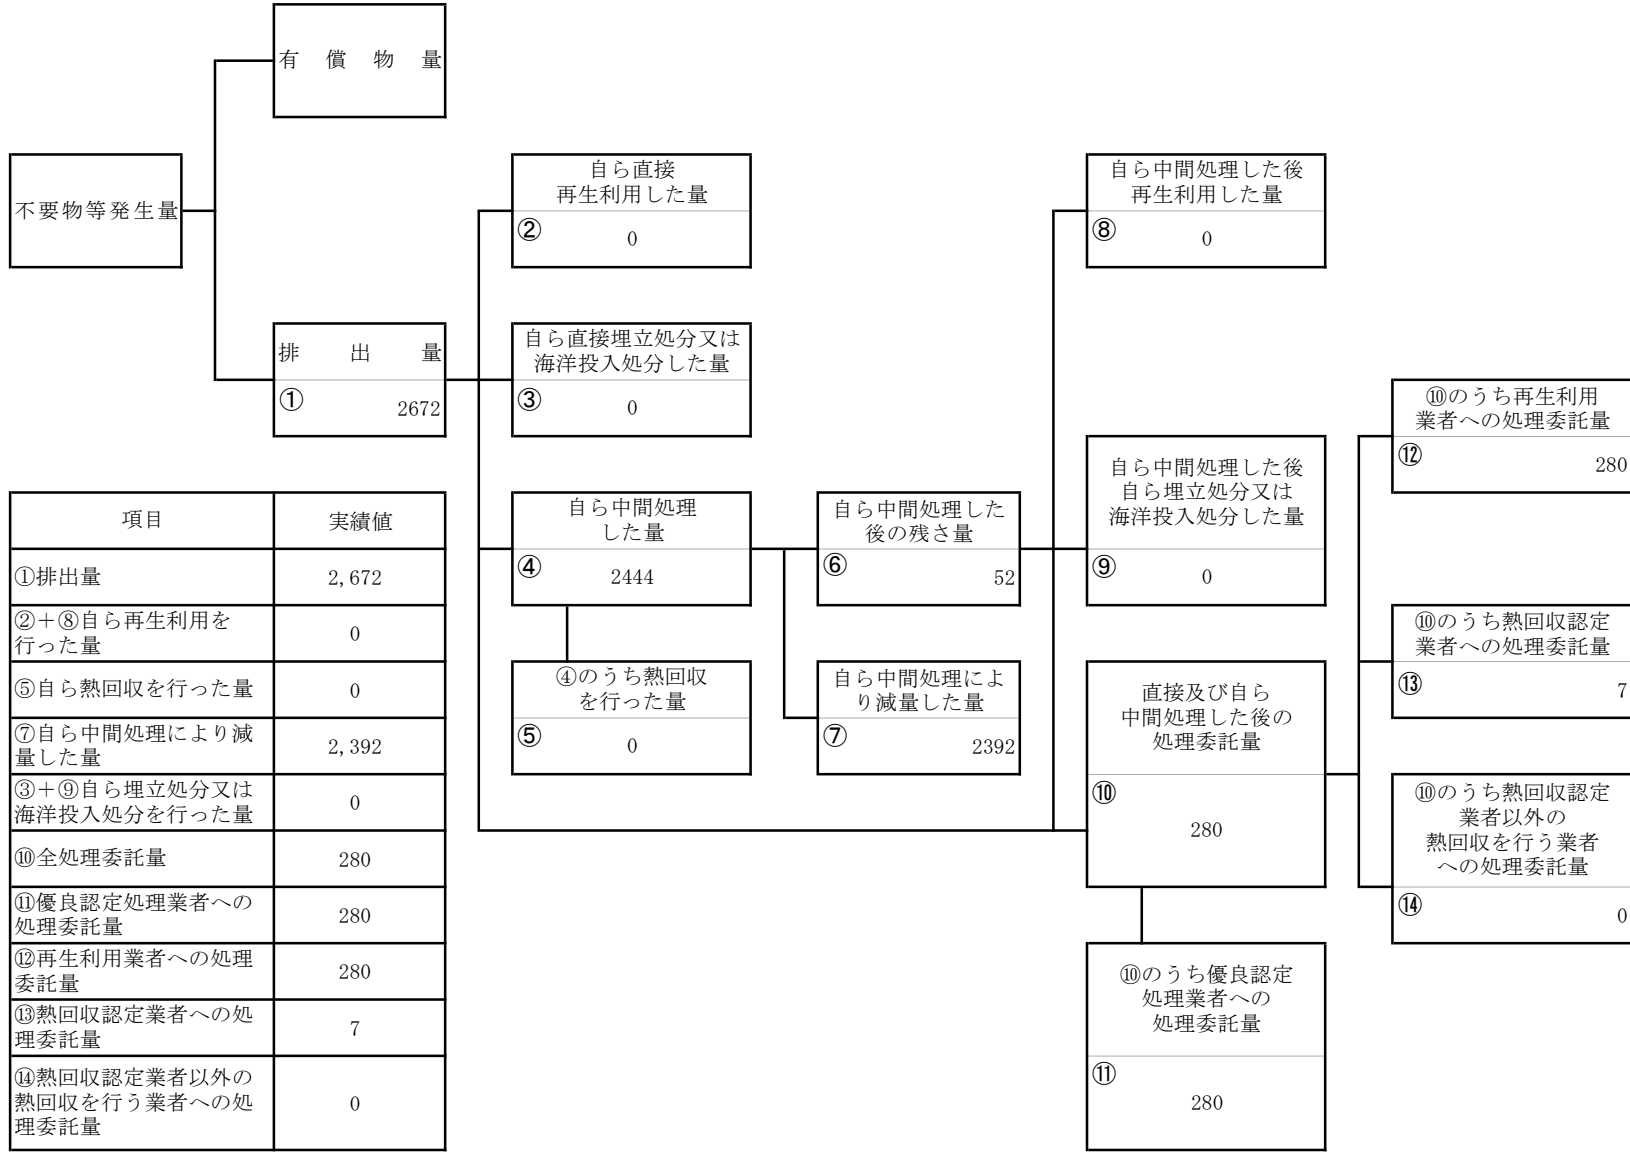 有償物量
不要物等発生量
自ら直接
再生利用した量
②
0
自ら中間処理した後
再生利用した量
⑧
0
排出量
①
2672
自ら直接埋立処分又は
海洋投入処分した量
③
0
⑩のうち再生利用
業者への処理委託量
⑫
280
自ら中間処理
した量
④
2444
自ら中間処理した
後の残さ量
⑥
52
自ら中間処理した後
自ら埋立処分又は
海洋投入処分した量
⑨
0
④のうち熱回収
を行った量
⑤
0
自ら中間処理によ
り減量した量
⑦
2392
直接及び自ら
中間処理した後の
処理委託量
⑩
280
⑩のうち熱回収認定
業者への処理委託量
⑬
7
⑩のうち熱回収認定
業者以外の
熱回収を行う業者
への処理委託量
⑭
0
⑩のうち優良認定
処理業者への
処理委託量
⑪
280
項目 実績値
①排出量 2,672
②＋⑧自ら再生利用を
行った量 0
⑤自ら熱回収を行った量 0
⑦自ら中間処理により減
量した量 2,392
③＋⑨自ら埋立処分又は
海洋投入処分を行った量 0
⑩全処理委託量 280
⑪優良認定処理業者への
処理委託量 280
⑫再生利用業者への処理
委託量 280
⑬熱回収認定業者への処
理委託量 7
⑭熱回収認定業者以外の
熱回収を行う業者への処
理委託量 0